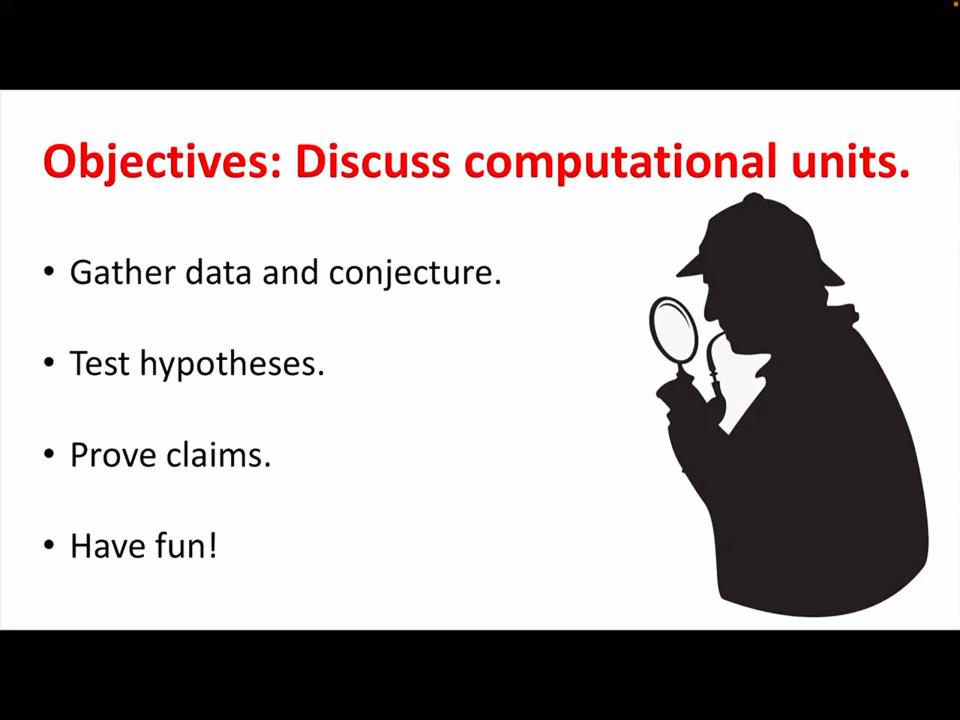 Objectives: Discuss computational units.
• Gather data and conjecture.
• Test hypotheses.
• Prove claims.
• Have fun!